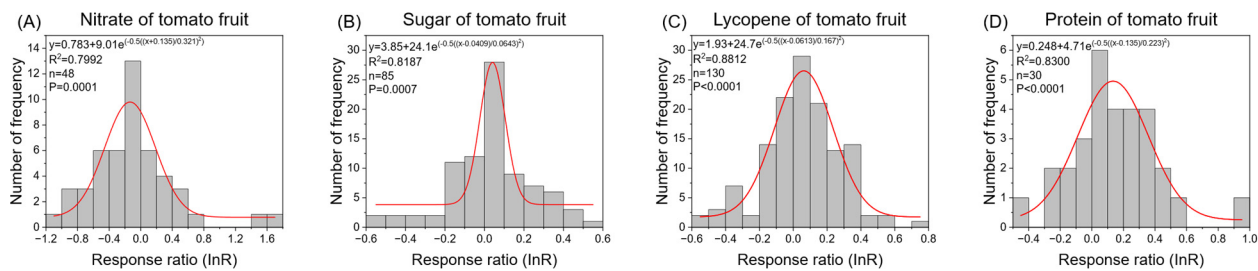 (A) Nitrate of tomato fruit
y=0.783+9.01e^(-0.5((x+0.135)/0.321)²)
R²=0.7992
n=48
P=0.0001
Number of frequency
14
12
10
8
6
4
2
0
−1.2 −0.8 −0.4 0.0 0.4 0.8 1.2 1.6
Response ratio (lnR)
(B) Sugar of tomato fruit
y=3.85+24.1e^(-0.5((x-0.0409)/0.0643)²)
R²=0.8187
n=85
P=0.0007
Number of frequency
30
25
20
15
10
5
0
−0.6 −0.4 −0.2 0.0 0.2 0.4 0.6
Response ratio (lnR)
(C) Lycopene of tomato fruit
y=1.93+24.7e^(-0.5((x-0.0613)/0.167)²)
R²=0.8812
n=130
P<0.0001
Number of frequency
30
25
20
15
10
5
0
−0.6 −0.4 −0.2 0.0 0.2 0.4 0.6 0.8
Response ratio (lnR)
(D) Protein of tomato fruit
y=0.248+4.71e^(-0.5((x-0.135)/0.223)²)
R²=0.8300
n=30
P<0.0001
Number of frequency
6
5
4
3
2
1
0
−0.4 −0.2 0.0 0.2 0.4 0.6 0.8 1.0
Response ratio (lnR)